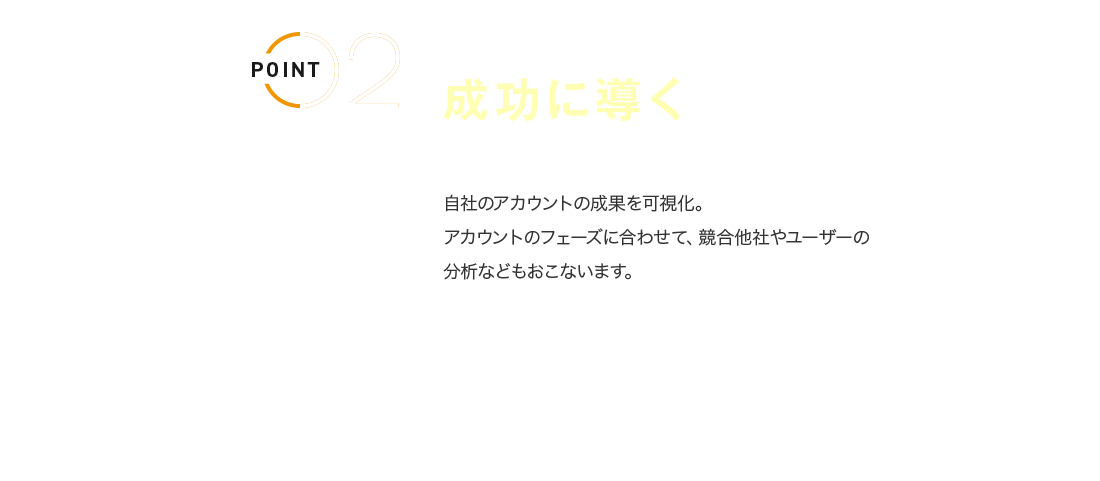 POINT
02
成功に導く
自社のアカウントの成果を可視化。
アカウントのフェーズに合わせて、競合他社やユーザーの
分析などもおこないます。